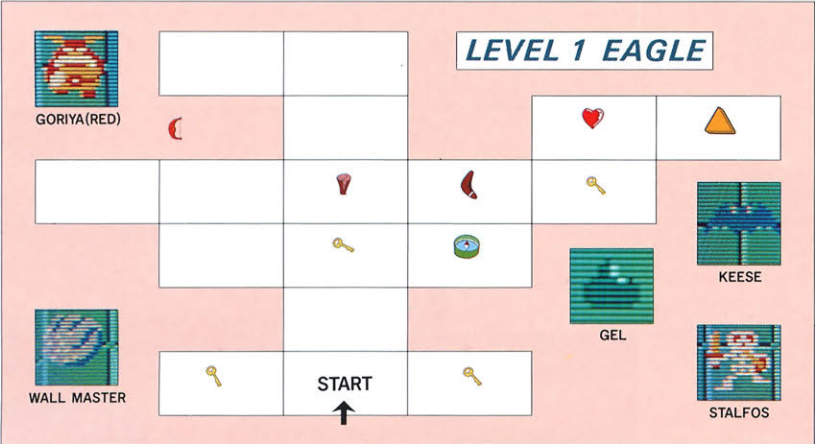 LEVEL 1 EAGLE
GORIYA(RED)
KEESE
GEL
WALL MASTER
START
STALFOS